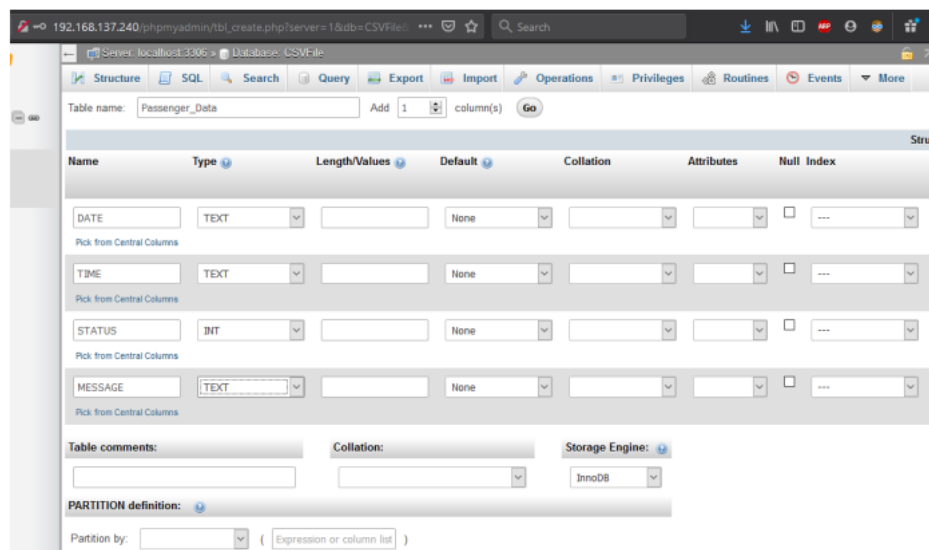 192.168.137.240/phpmyadmin/tbl_create.php?server=1&db=CSVFile& ••• Search
Server: localhost:3306 » Database: CSVFile
Structure SQL Search Query Export Import Operations Privileges Routines Events More
Table name: Passenger_Data Add 1 column(s) Go
Stru
Name Type Length/Values Default Collation Attributes Null Index
DATE TEXT None ---
Pick from Central Columns
TIME TEXT None ---
Pick from Central Columns
STATUS INT None ---
Pick from Central Columns
MESSAGE TEXT None ---
Pick from Central Columns
Table comments: Collation: Storage Engine:
InnoDB
PARTITION definition:
Partition by: ( Expression or column list )